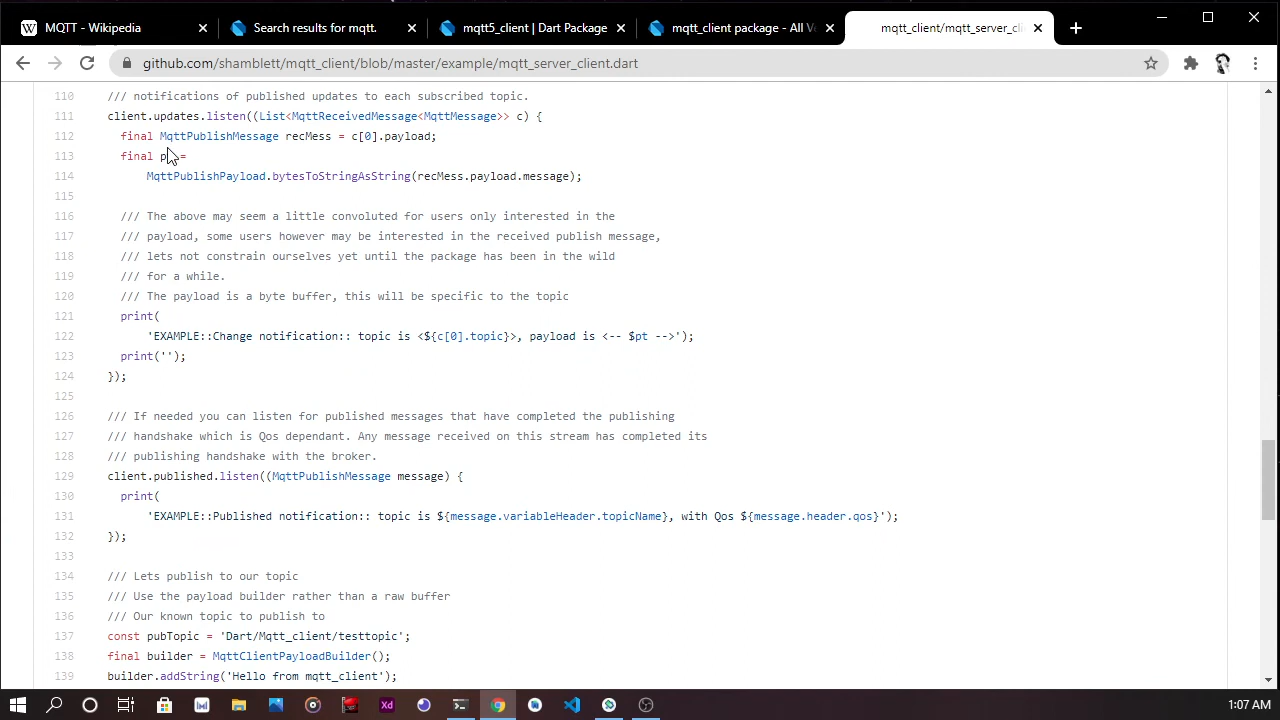 MQTT - Wikipedia
Search results for mqtt.
mqtt5_client | Dart Package
mqtt_client package - All V
mqtt_client/mqtt_server_cli
github.com/shamblett/mqtt_client/blob/master/example/mqtt_server_client.dart
110 /// notifications of published updates to each subscribed topic.
111 client.updates.listen((List<MqttReceivedMessage<MqttMessage>> c) {
112 final MqttPublishMessage recMess = c[0].payload;
113 final p =
114 MqttPublishPayload.bytesToStringAsString(recMess.payload.message);
115
116 /// The above may seem a little convoluted for users only interested in the
117 /// payload, some users however may be interested in the received publish message,
118 /// lets not constrain ourselves yet until the package has been in the wild
119 /// for a while.
120 /// The payload is a byte buffer, this will be specific to the topic
121 print(
122 'EXAMPLE::Change notification:: topic is <${c[0].topic}>, payload is <-- $pt -->');
123 print('');
124 });
125
126 /// If needed you can listen for published messages that have completed the publishing
127 /// handshake which is Qos dependant. Any message received on this stream has completed its
128 /// publishing handshake with the broker.
129 client.published.listen((MqttPublishMessage message) {
130 print(
131 'EXAMPLE::Published notification:: topic is ${message.variableHeader.topicName}, with Qos ${message.header.qos}');
132 });
133
134 /// Lets publish to our topic
135 /// Use the payload builder rather than a raw buffer
136 /// Our known topic to publish to
137 const pubTopic = 'Dart/Mqtt_client/testtopic';
138 final builder = MqttClientPayloadBuilder();
139 builder.addString('Hello from mqtt_client');
Xd
1:07 AM